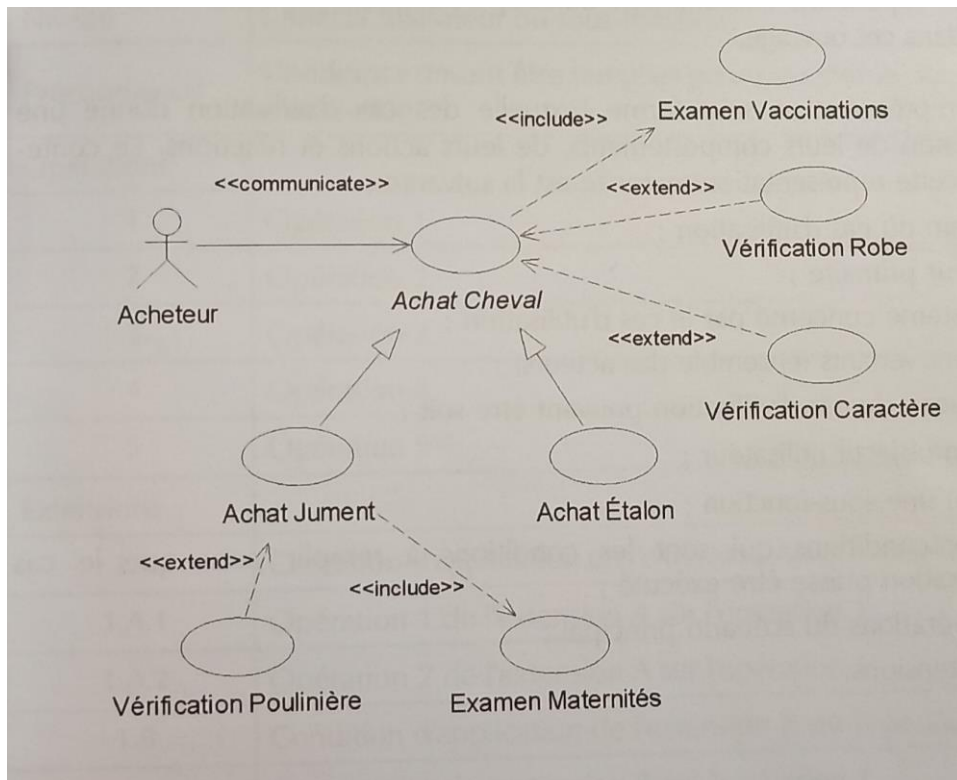 <<include>>
Examen Vaccinations
<<communicate>>
<<extend>>
Vérification Robe
Acheteur
Achat Cheval
<<extend>>
Vérification Caractère
Achat Jument
Achat Étalon
<<extend>>
<<include>>
Vérification Poulinière
Examen Maternités